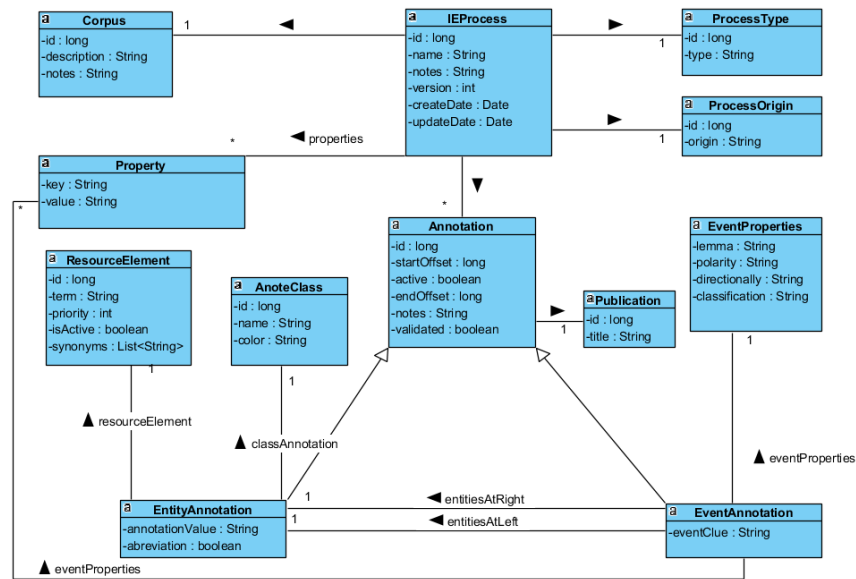 a Corpus
-id : long
-description : String
-notes : String
1
a IEProcess
-id : long
-name : String
-notes : String
-version : int
-createDate : Date
-updateDate : Date
1
a ProcessType
-id : long
-type : String
1
a ProcessOrigin
-id : long
-origin : String
* properties
a Property
-key : String
-value : String
*
*
a Annotation
-id : long
-startOffset : long
-active : boolean
-endOffset : long
-notes : String
-validated : boolean
a EventProperties
-lemma : String
-polarity : String
-directionally : String
-classification : String
1
a ResourceElement
-id : long
-term : String
-priority : int
-isActive : boolean
-synonyms : List<String>
1
a AnoteClass
-id : long
-name : String
-color : String
1
1
a Publication
-id : long
-title : String
resourceElement
classAnnotation
eventProperties
a EntityAnnotation
-annotationValue : String
-abreviation : boolean
1 entitiesAtRight
1 entitiesAtLeft
a EventAnnotation
-eventClue : String
eventProperties